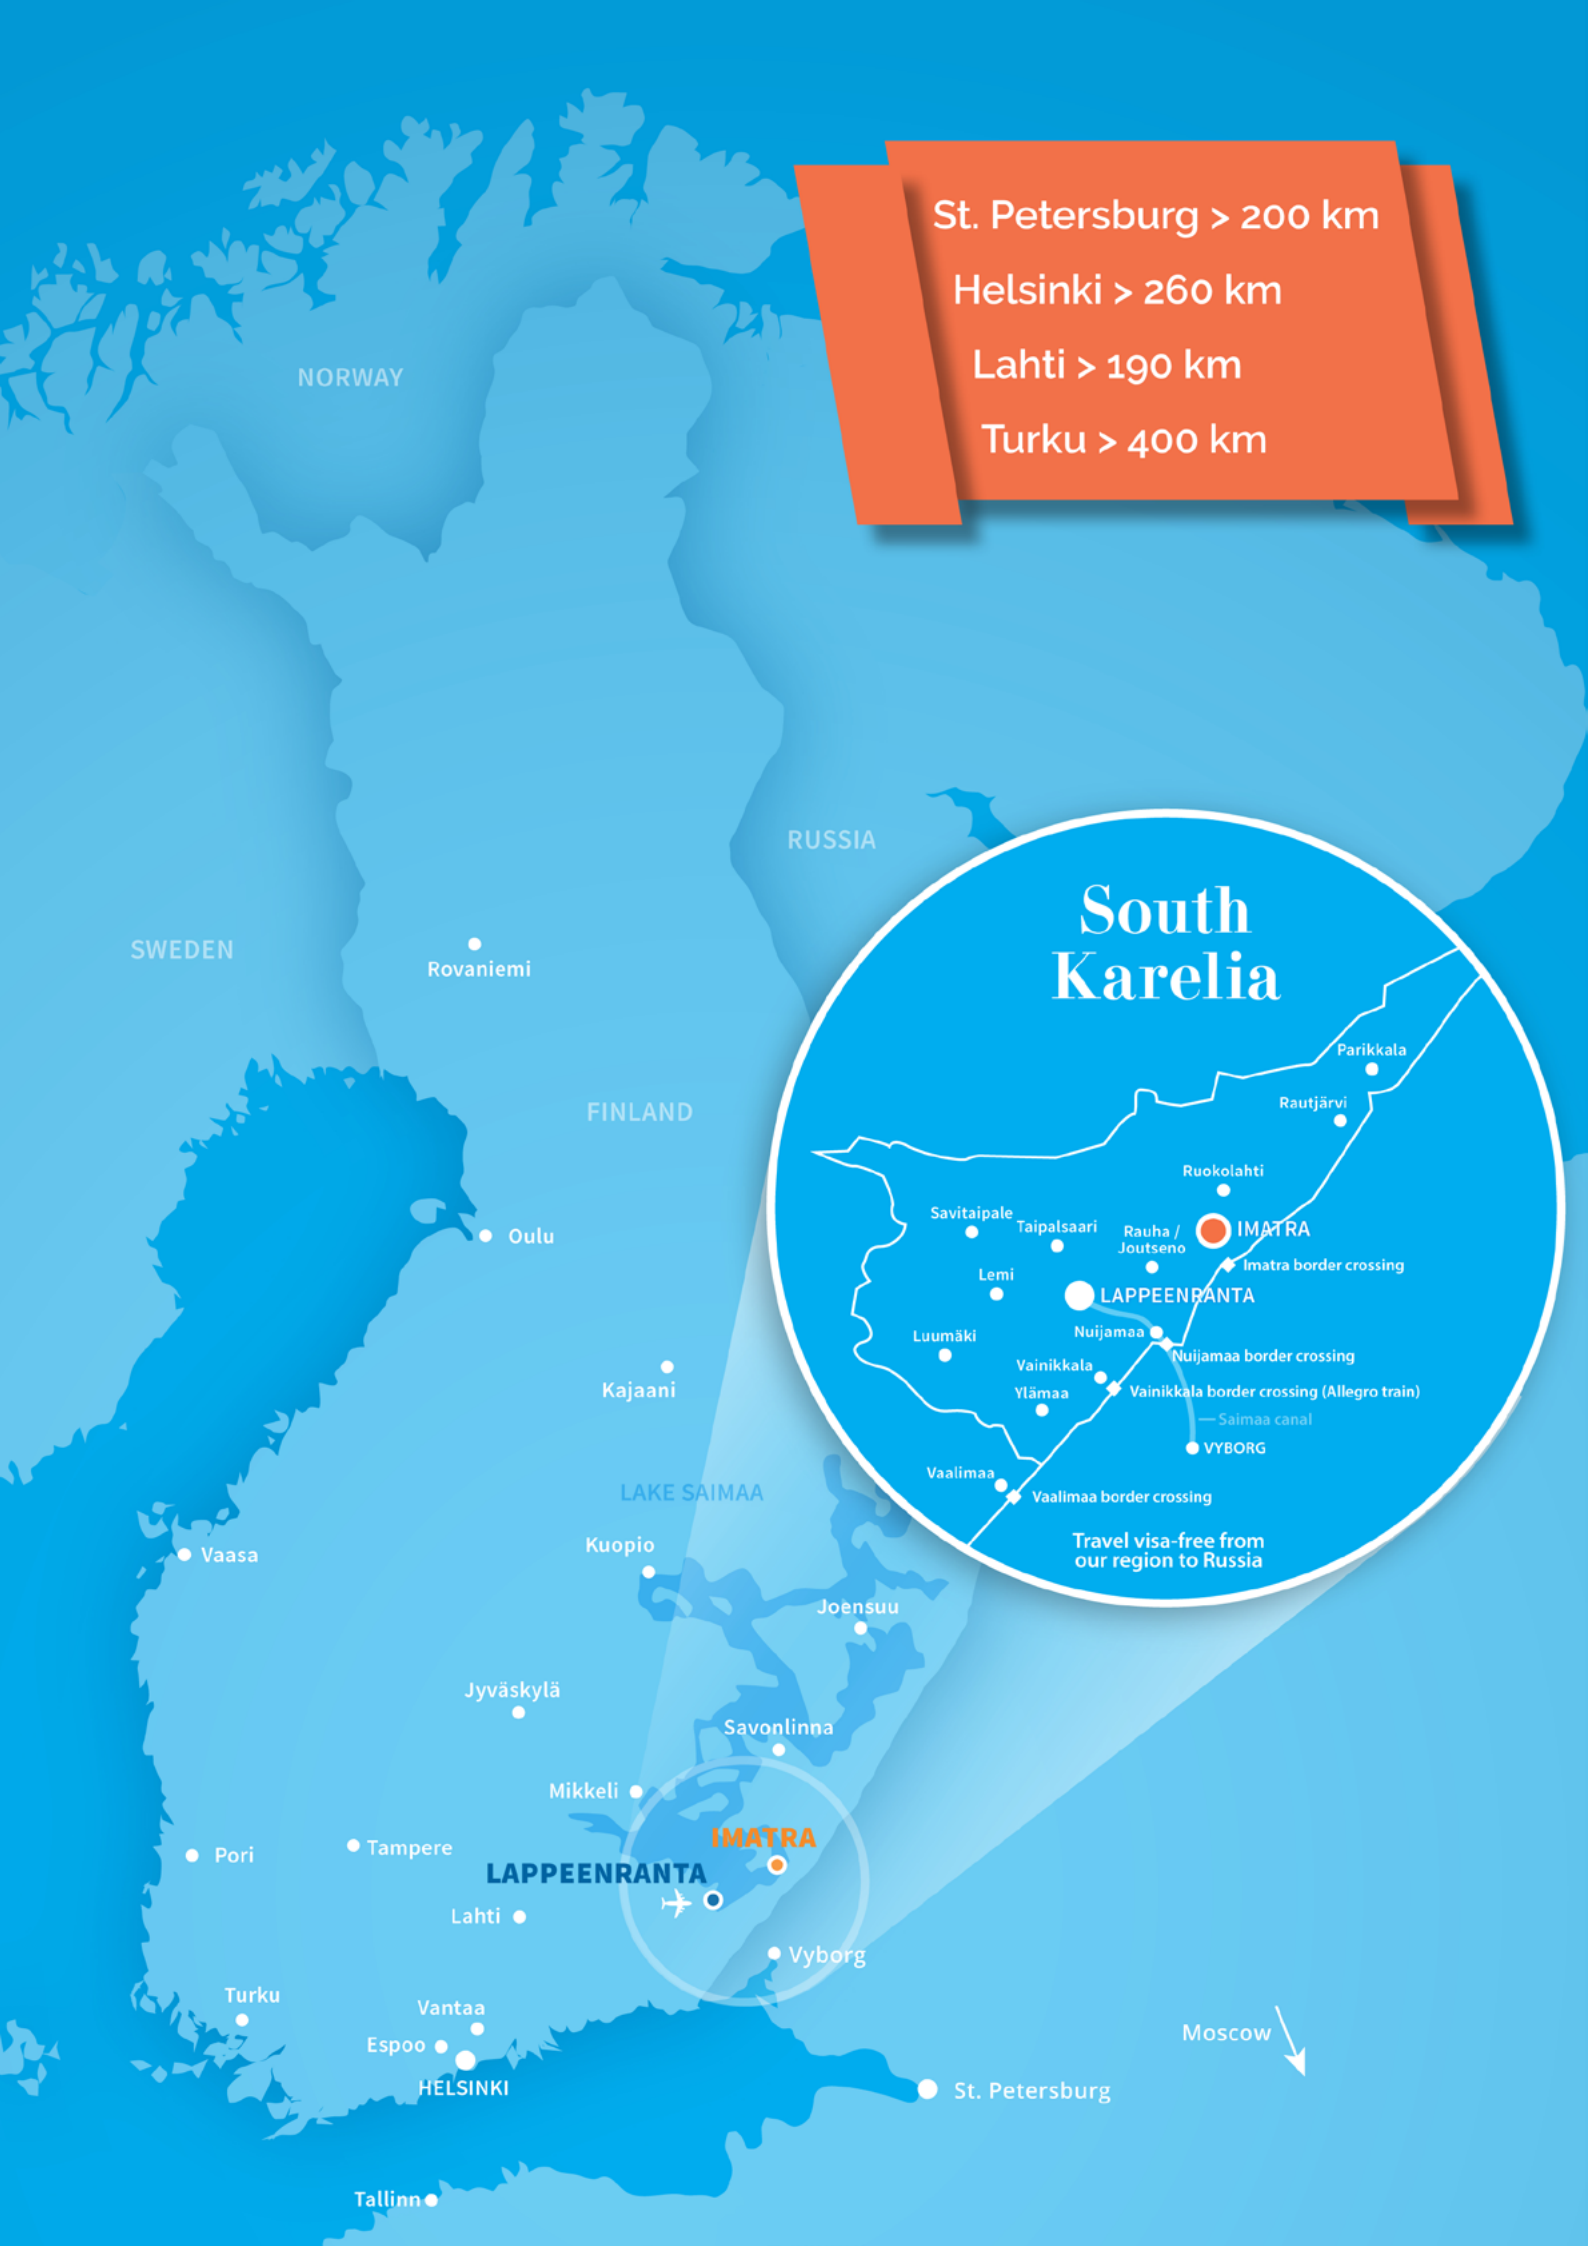 St. Petersburg > 200 km
Helsinki > 260 km
Lahti > 190 km
Turku > 400 km
NORWAY
RUSSIA
SWEDEN
Rovaniemi
FINLAND
Oulu
Kajaani
LAKE SAIMAA
Kuopio
Vaasa
Joensuu
Jyväskylä
Savonlinna
Mikkeli
IMATRA
Pori
Tampere
LAPPEENRANTA
Lahti
Vyborg
Turku
Vantaa
Espoo
HELSINKI
Moscow
St. Petersburg
Tallinn
South
Karelia
Parikkala
Rautjärvi
Ruokolahti
Savitaipale
Taipalsaari
Rauha /
Joutseno
IMATRA
Imatra border crossing
Lemi
LAPPEENRANTA
Nuijamaa
Luumäki
Nuijamaa border crossing
Vainikkala
Ylämaa
Vainikkala border crossing (Allegro train)
Saimaa canal
VYBORG
Vaalimaa
Vaalimaa border crossing
Travel visa-free from
our region to Russia